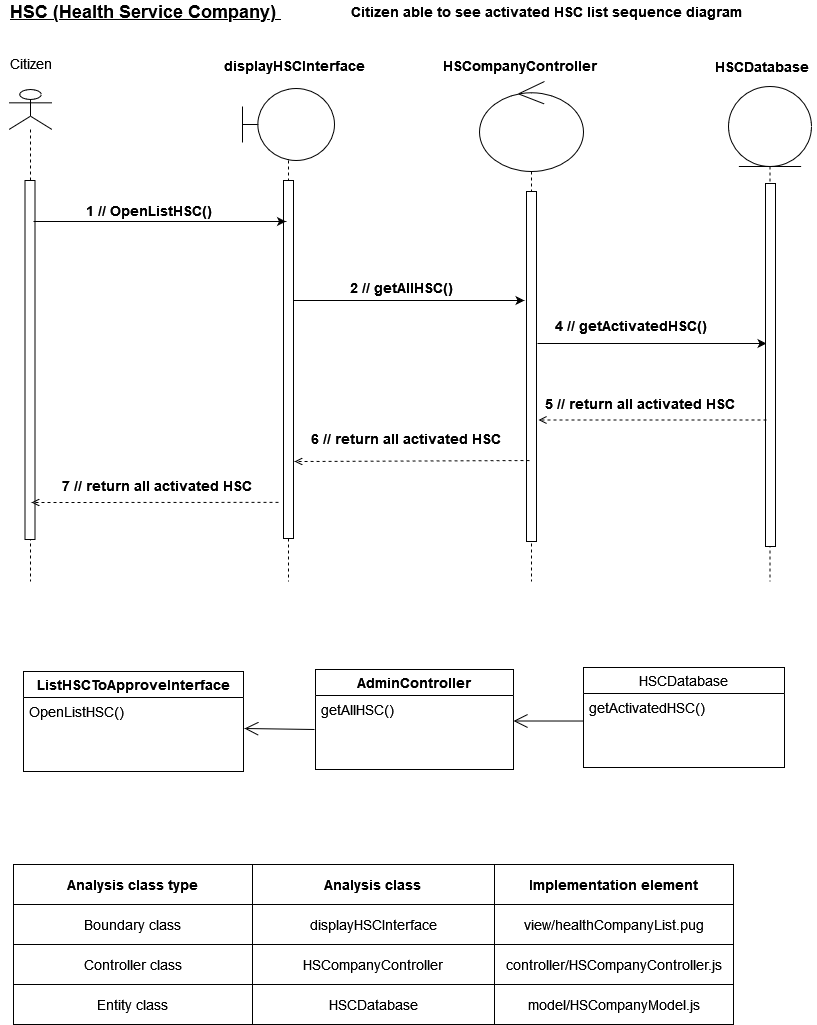 HSC (Health Service Company)
Citizen able to see activated HSC list sequence diagram
Citizen
displayHSCInterface
HSCompanyController
HSCDatabase
1 // OpenListHSC()
2 // getAllHSC()
4 // getActivatedHSC()
5 // return all activated HSC
6 // return all activated HSC
7 // return all activated HSC
ListHSCToApproveInterface
OpenListHSC()
AdminController
getAllHSC()
HSCDatabase
getActivatedHSC()
Analysis class type Analysis class Implementation element
Boundary class displayHSCInterface view/healthCompanyList.pug
Controller class HSCompanyController controller/HSCompanyController.js
Entity class HSCDatabase model/HSCompanyModel.js